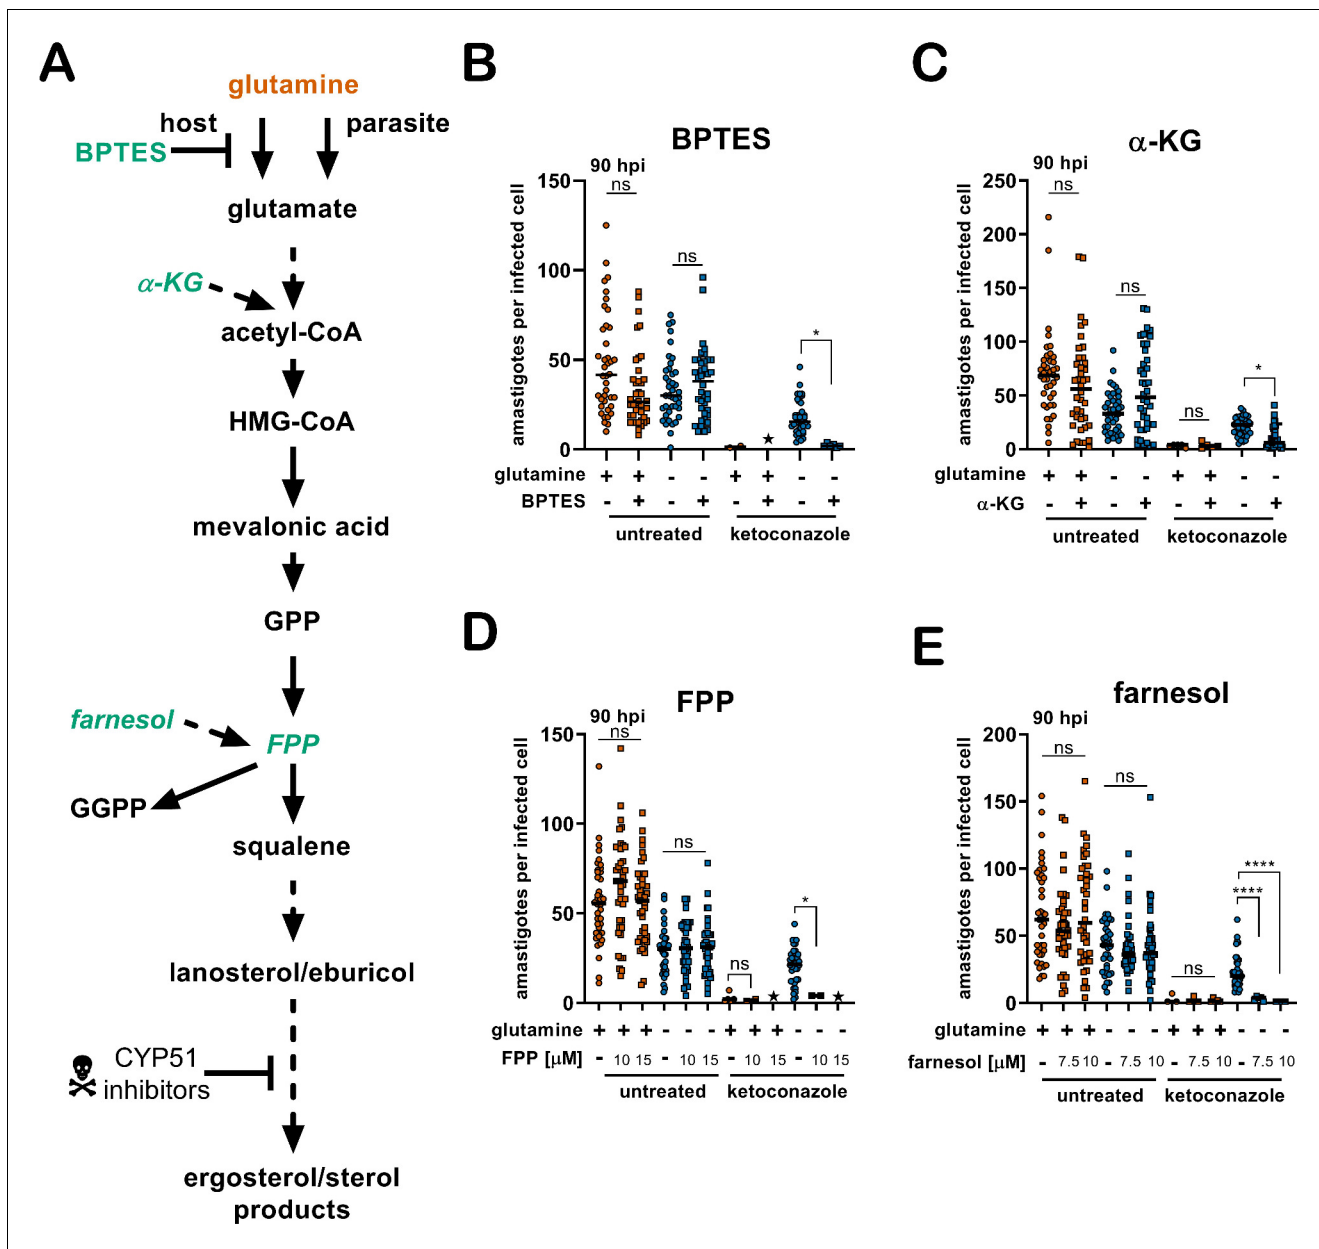 A
glutamine
host
parasite
BPTES
glutamate
α-KG
acetyl-CoA
HMG-CoA
mevalonic acid
GPP
farnesol
FPP
GGPP
squalene
lanosterol/eburicol
CYP51
inhibitors
ergosterol/sterol
products
B
BPTES
90 hpi
amastigotes per infected cell
150
100
50
0
ns
ns
*
★
glutamine + + - - + + - -
BPTES - + - + - + - +
untreated
ketoconazole
C
α-KG
90 hpi
amastigotes per infected cell
250
200
150
100
50
0
ns
ns
ns
*
glutamine + + - - + + - -
α-KG - + - + - + - +
untreated
ketoconazole
D
FPP
90 hpi
amastigotes per infected cell
150
100
50
0
ns
ns
ns
*
★ ★
glutamine + + + - - - + + + - - -
FPP [μM] - 10 15 - 10 15 - 10 15 - 10 15
untreated
ketoconazole
E
farnesol
90 hpi
amastigotes per infected cell
200
150
100
50
0
ns
ns
ns
****
****
glutamine + + + - - - + + + - - -
farnesol [μM] - 7.5 10 - 7.5 10 - 7.5 10 - 7.5 10
untreated
ketoconazole